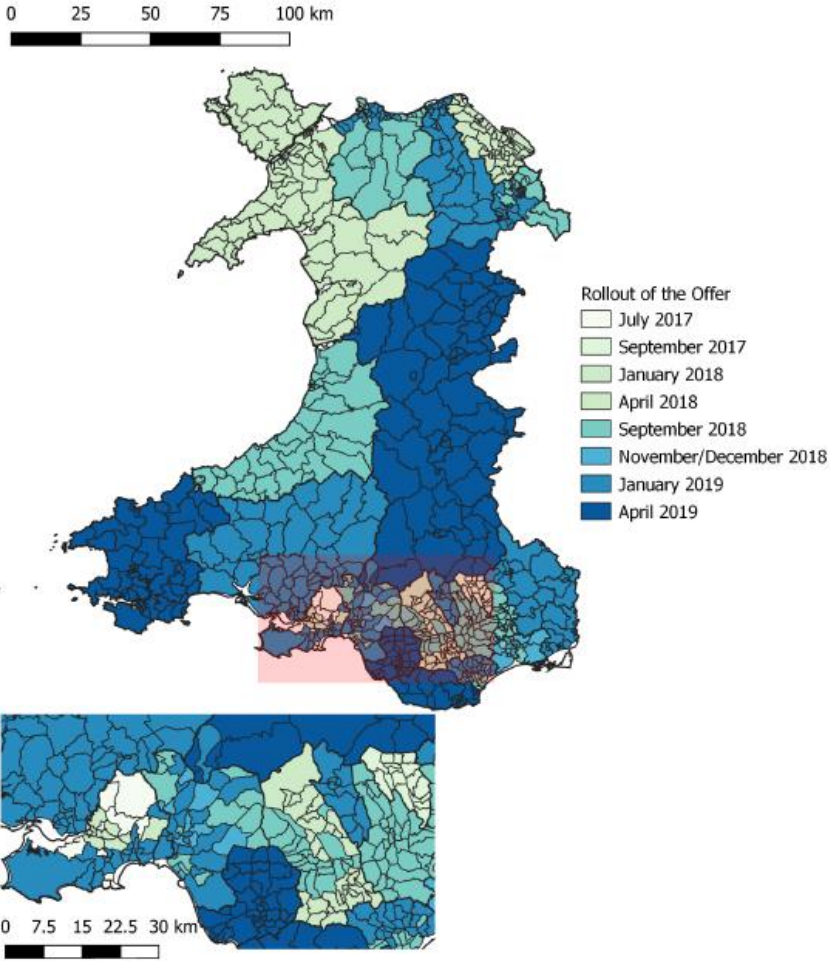 0 25 50 75 100 km
Rollout of the Offer
July 2017
September 2017
January 2018
April 2018
September 2018
November/December 2018
January 2019
April 2019
0 7.5 15 22.5 30 km